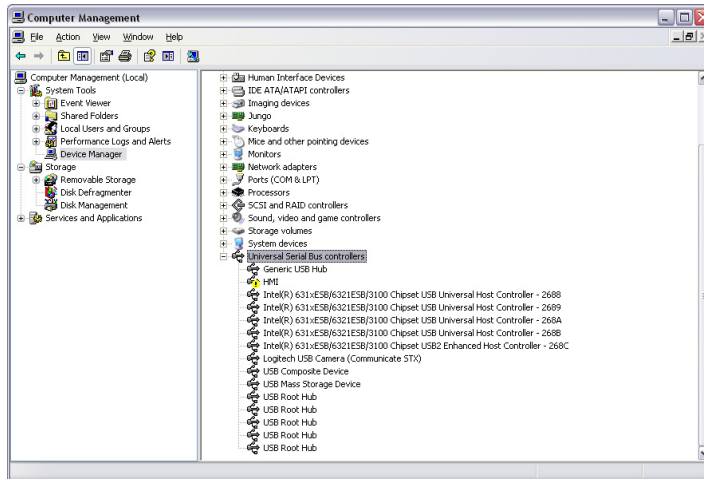 Computer Management
File Action View Window Help
Computer Management (Local)
System Tools
Event Viewer
Shared Folders
Local Users and Groups
Performance Logs and Alerts
Device Manager
Storage
Removable Storage
Disk Defragmenter
Disk Management
Services and Applications
Human Interface Devices
IDE ATA/ATAPI controllers
Imaging devices
Jungo
Keyboards
Mice and other pointing devices
Monitors
Network adapters
Ports (COM & LPT)
Processors
SCSI and RAID controllers
Sound, video and game controllers
Storage volumes
System devices
Universal Serial Bus controllers
Generic USB Hub
HMI
Intel(R) 631xESB/6321ESB/3100 Chipset USB Universal Host Controller - 2688
Intel(R) 631xESB/6321ESB/3100 Chipset USB Universal Host Controller - 2689
Intel(R) 631xESB/6321ESB/3100 Chipset USB Universal Host Controller - 268A
Intel(R) 631xESB/6321ESB/3100 Chipset USB Universal Host Controller - 268B
Intel(R) 631xESB/6321ESB/3100 Chipset USB2 Enhanced Host Controller - 268C
Logitech USB Camera (Communicate STX)
USB Composite Device
USB Mass Storage Device
USB Root Hub
USB Root Hub
USB Root Hub
USB Root Hub
USB Root Hub